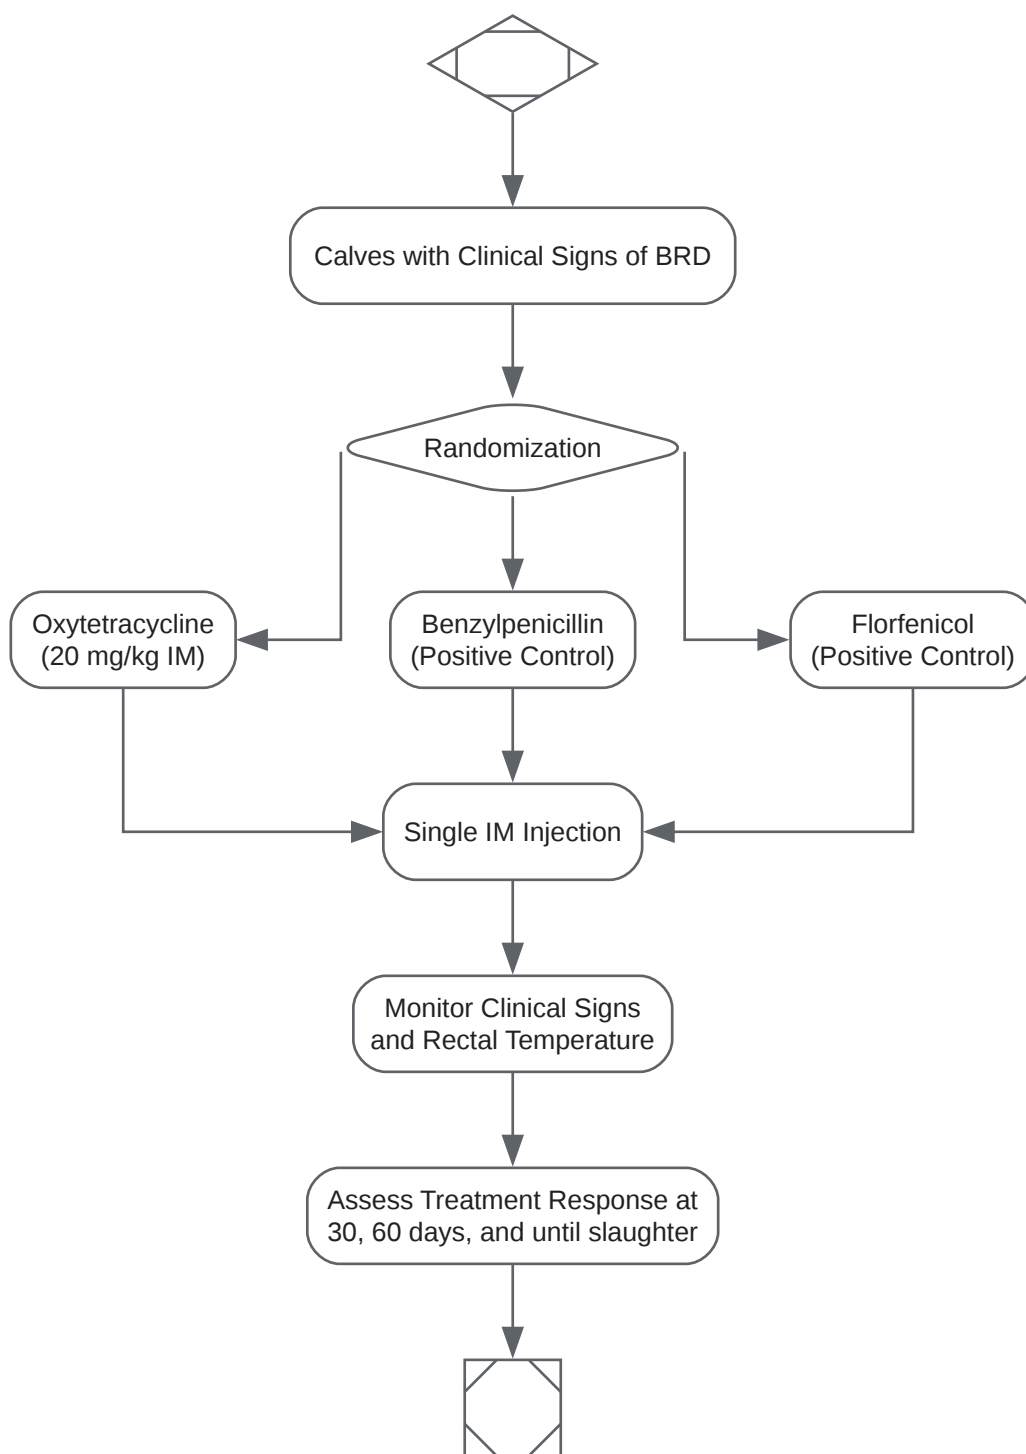 Calves with Clinical Signs of BRD
Randomization
Oxytetracycline
(20 mg/kg IM)
Benzylpenicillin
(Positive Control)
Florfenicol
(Positive Control)
Single IM Injection
Monitor Clinical Signs
and Rectal Temperature
Assess Treatment Response at
30, 60 days, and until slaughter